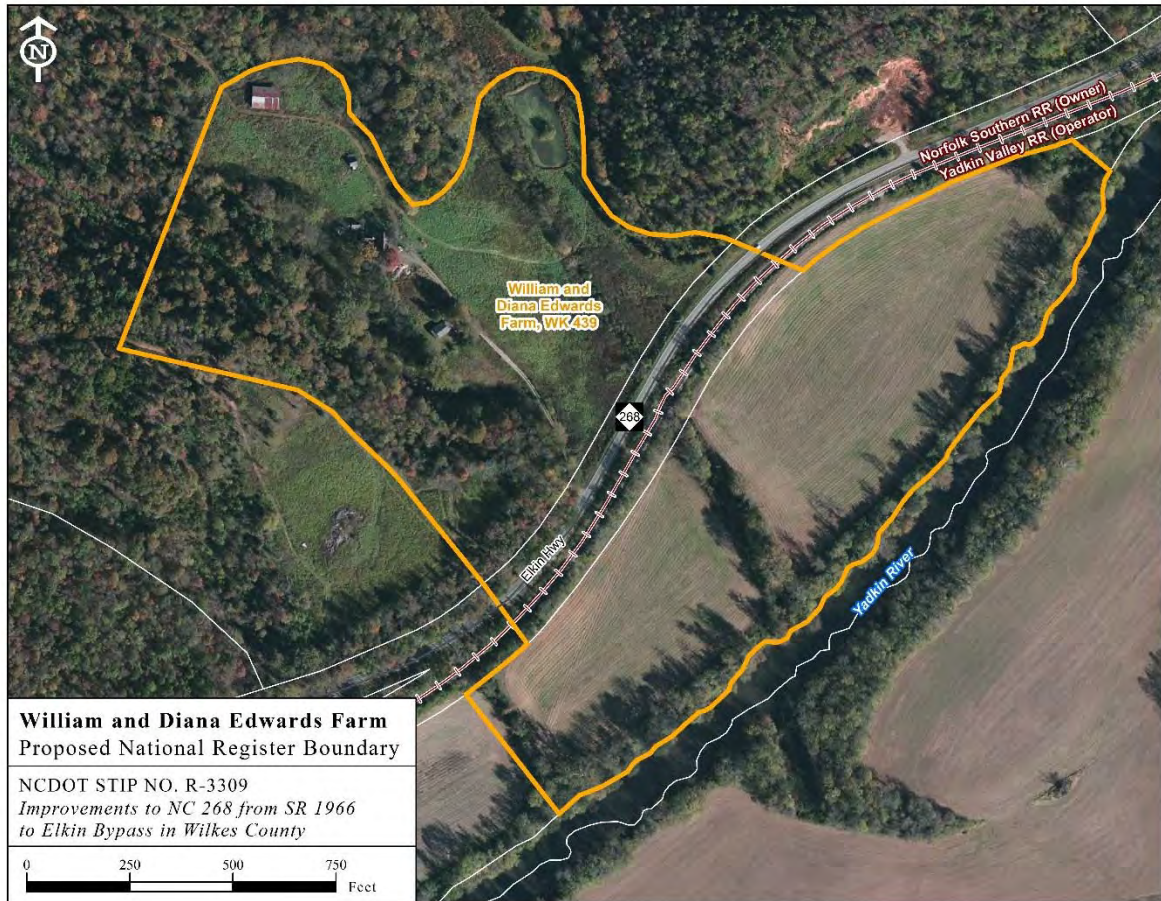 N
Norfolk Southern RR (Owner)
Yadkin Valley RR (Operator)
William and
Diana Edwards
Farm, WK 439
268
Elkin Hwy
Yadkin River
William and Diana Edwards Farm
Proposed National Register Boundary
NCDOT STIP NO. R-3309
Improvements to NC 268 from SR 1966
to Elkin Bypass in Wilkes County
0 250 500 750
Feet